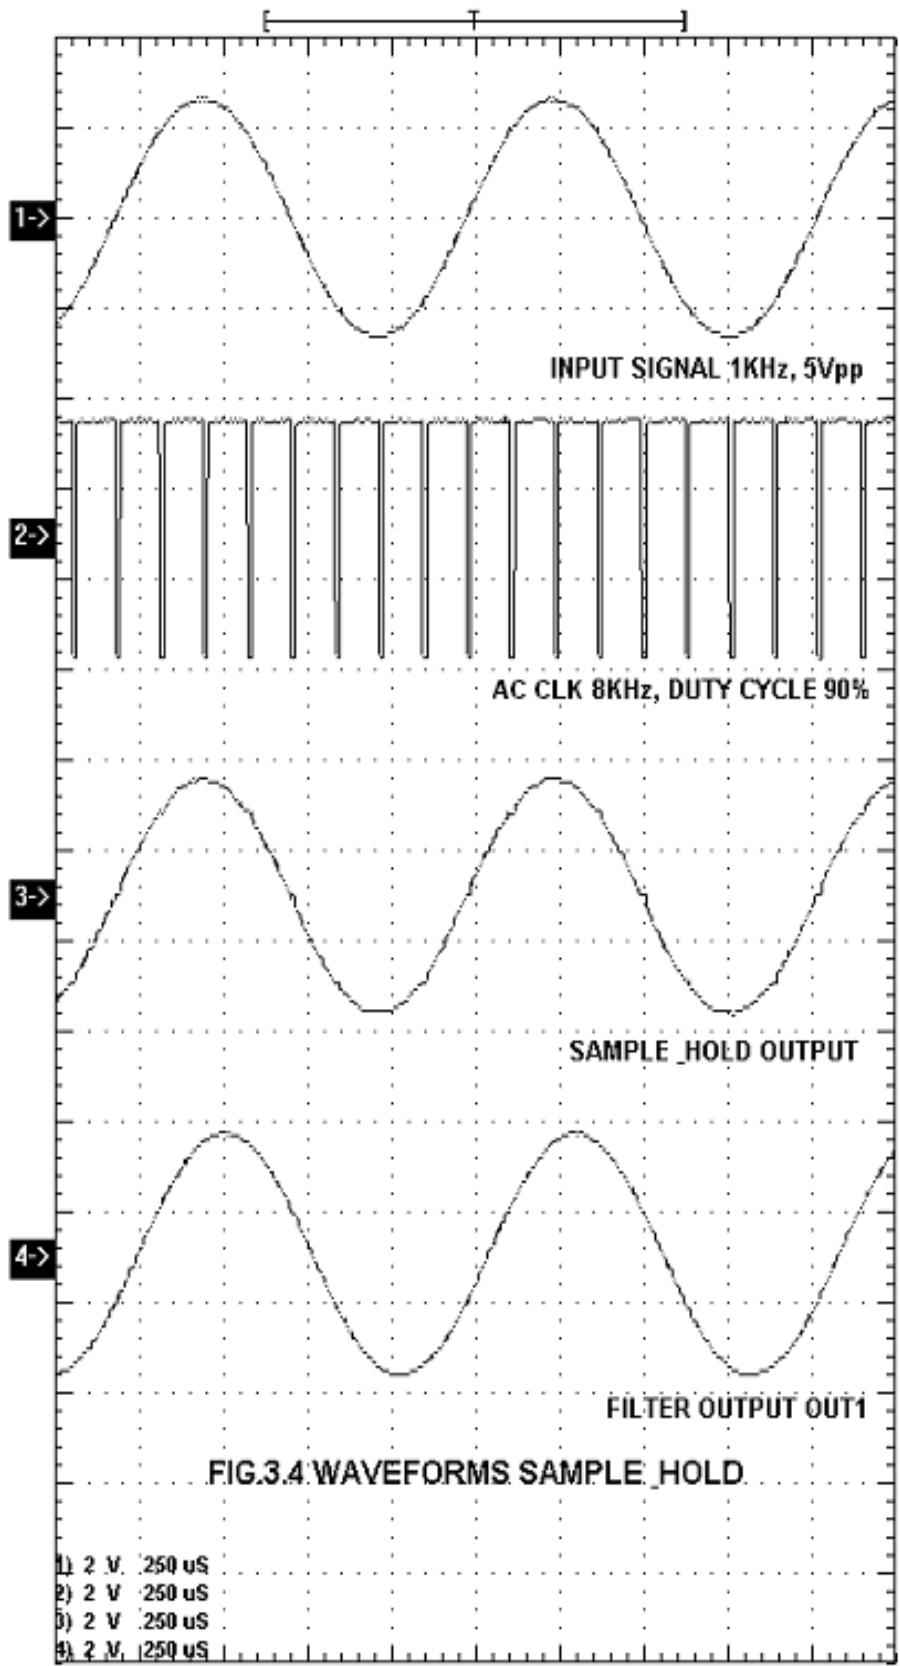 1->
INPUT SIGNAL 1KHz, 5Vpp
2->
AC CLK 8KHz, DUTY CYCLE 90%
3->
SAMPLE_HOLD OUTPUT
4->
FILTER OUTPUT OUT1
FIG.3.4 WAVEFORMS SAMPLE_HOLD
1) 2 V 250 uS
2) 2 V 250 uS
3) 2 V 250 uS
4) 2 V 250 uS